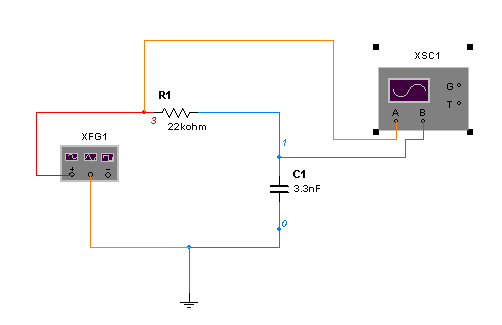 XSC1
G
T
A B
R1
3
22kohm
XFG1
+ -
1
C1
3.3nF
0